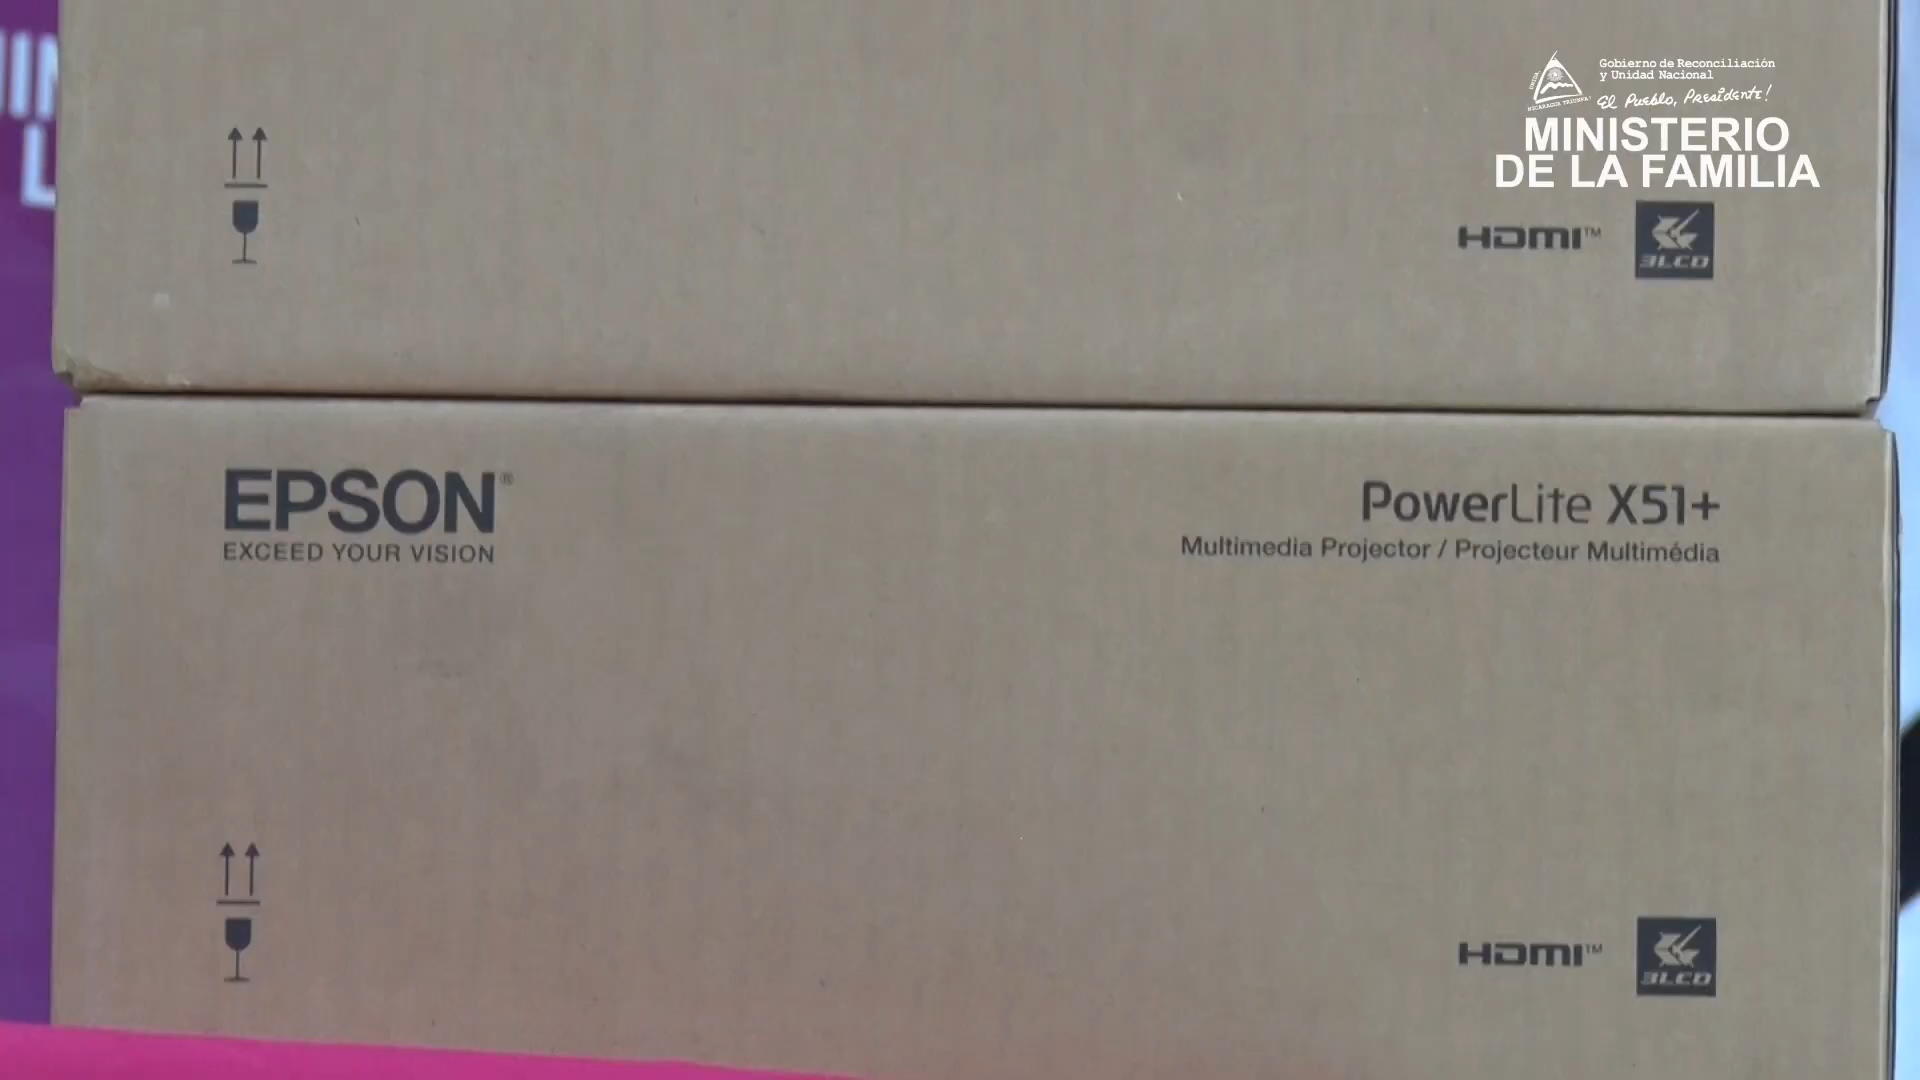 Gobierno de Reconciliación
y Unidad Nacional
El Pueblo, Presidente!
MINISTERIO
DE LA FAMILIA
HDMI™
3LCD
EPSON®
EXCEED YOUR VISION
PowerLite X51+
Multimedia Projector / Projecteur Multimédia
HDMI™
3LCD